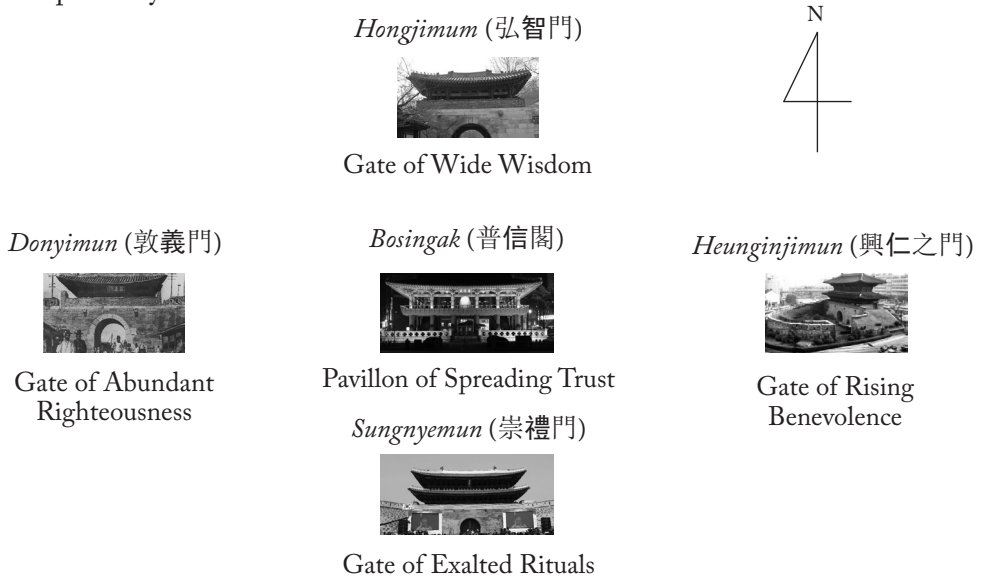 Hongjimum (弘智門)
N
Gate of Wide Wisdom
Donyimun (敦義門)
Bosingak (普信閣)
Heunginjimun (興仁之門)
Gate of Abundant
Righteousness
Pavillon of Spreading Trust
Gate of Rising
Benevolence
Sungnyemun (崇禮門)
Gate of Exalted Rituals